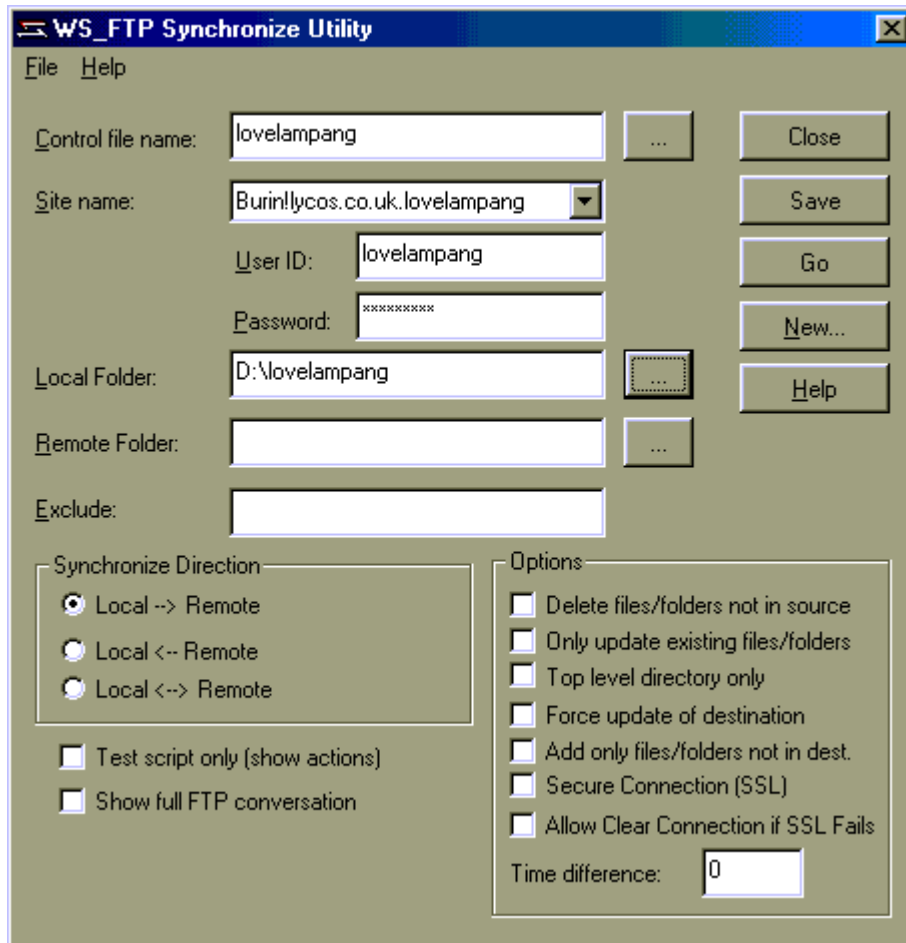 WS_FTP Synchronize Utility
File Help
Control file name: lovelampang ... Close
Site name: Burin!lycos.co.uk.lovelampang Save
User ID: lovelampang Go
Password: ********* New...
Local Folder: D:\lovelampang ... Help
Remote Folder: ...
Exclude:
Synchronize Direction
Local --> Remote
Local <-- Remote
Local <--> Remote
Test script only (show actions)
Show full FTP conversation
Options
Delete files/folders not in source
Only update existing files/folders
Top level directory only
Force update of destination
Add only files/folders not in dest.
Secure Connection (SSL)
Allow Clear Connection if SSL Fails
Time difference: 0